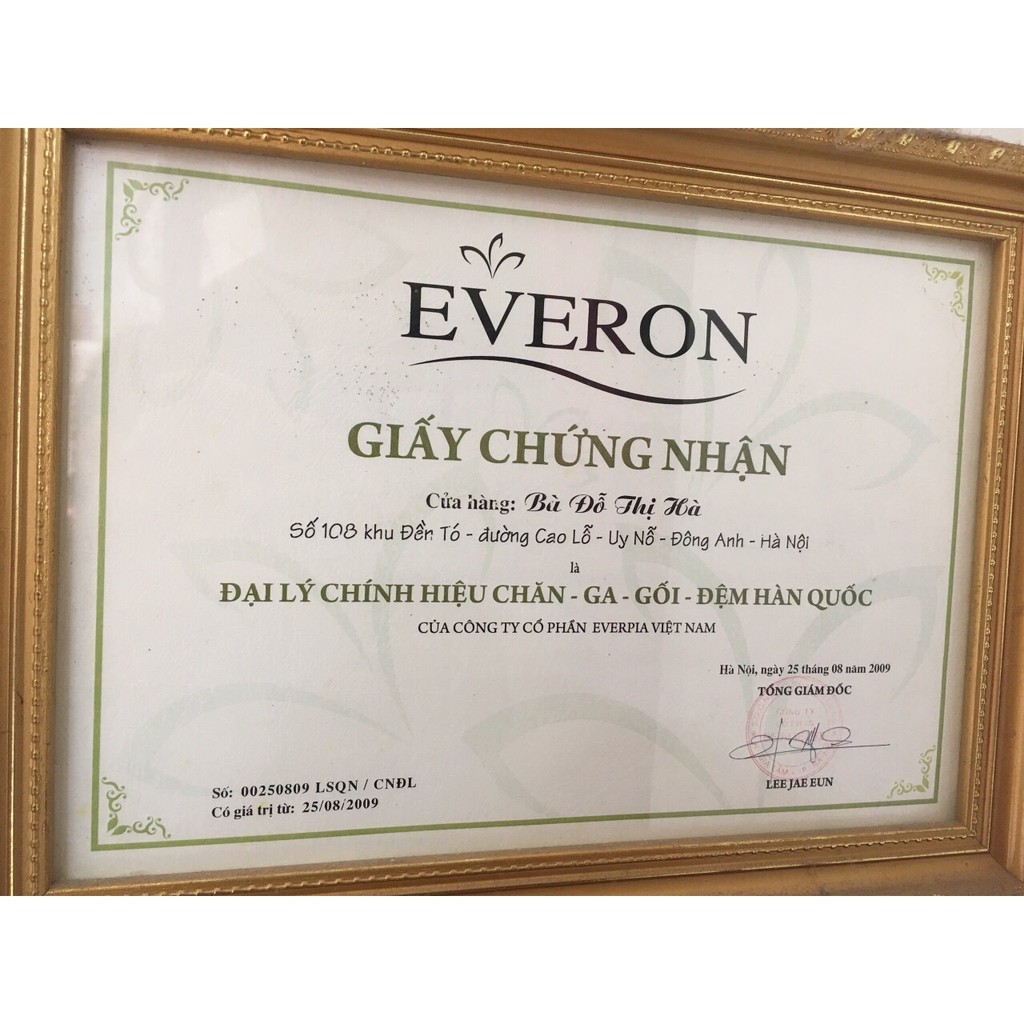 EVERON
GIẤY CHỨNG NHẬN
Cửa hàng: Bà Đỗ Thị Hà
Số 108 khu Đền Tó - đường Cao Lỗ - Uy Nỗ - Đông Anh - Hà Nội
là
ĐẠI LÝ CHÍNH HIỆU CHĂN - GA - GỐI - ĐỆM HÀN QUỐC
CỦA CÔNG TY CỔ PHẦN EVERPIA VIỆT NAM
Hà Nội, ngày 25 tháng 08 năm 2009
TỔNG GIÁM ĐỐC
LEE JAE EUN
Số: 00250809 LSQN / CNĐL
Có giá trị từ: 25/08/2009